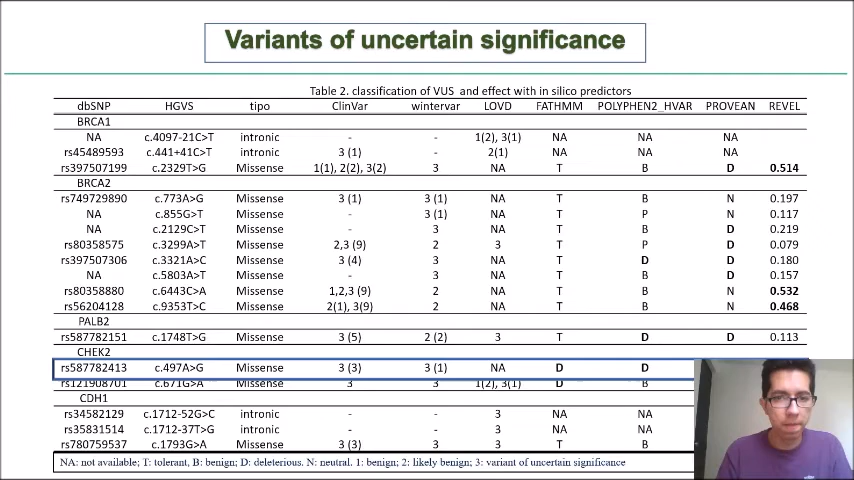 Variants of uncertain significance
Table 2. classification of VUS and effect with in silico predictors
dbSNP HGVS tipo ClinVar wintervar LOVD FATHMM POLYPHEN2_HVAR PROVEAN REVEL
BRCA1
NA c.4097-21C>T intronic - - 1(2), 3(1) NA NA NA
rs45489593 c.441+41C>T intronic 3 (1) - 2(1) NA NA NA
rs397507199 c.2329T>G Missense 1(1), 2(2), 3(2) 3 NA T B D 0.514
BRCA2
rs749729890 c.773A>G Missense 3 (1) 3 (1) NA T B N 0.197
NA c.855G>T Missense - 3 (1) NA T P N 0.117
NA c.2129C>T Missense - 3 NA T B D 0.219
rs80358575 c.3299A>T Missense 2,3 (9) 2 3 T P D 0.079
rs397507306 c.3321A>C Missense 3 (4) 3 NA T D D 0.180
NA c.5803A>T Missense - 3 NA T B D 0.157
rs80358880 c.6443C>A Missense 1,2,3 (9) 2 NA T B N 0.532
rs56204128 c.9353T>C Missense 2(1), 3(9) 2 NA T B N 0.468
PALB2
rs587782151 c.1748T>G Missense 3 (5) 2 (2) 3 T D D 0.113
CHEK2
rs587782413 c.497A>G Missense 3 (3) 3 (1) NA D D
rs121908701 c.671G>A Missense 3 3 1(2), 3(1) D B
CDH1
rs34582129 c.1712-52G>C intronic - - 3 NA NA
rs35831514 c.1712-37T>G intronic - - 3 NA NA
rs780759537 c.1793G>A Missense 3 (3) 3 3 T B
NA: not available; T: tolerant, B: benign; D: deleterious. N: neutral. 1: benign; 2: likely benign; 3: variant of uncertain significance